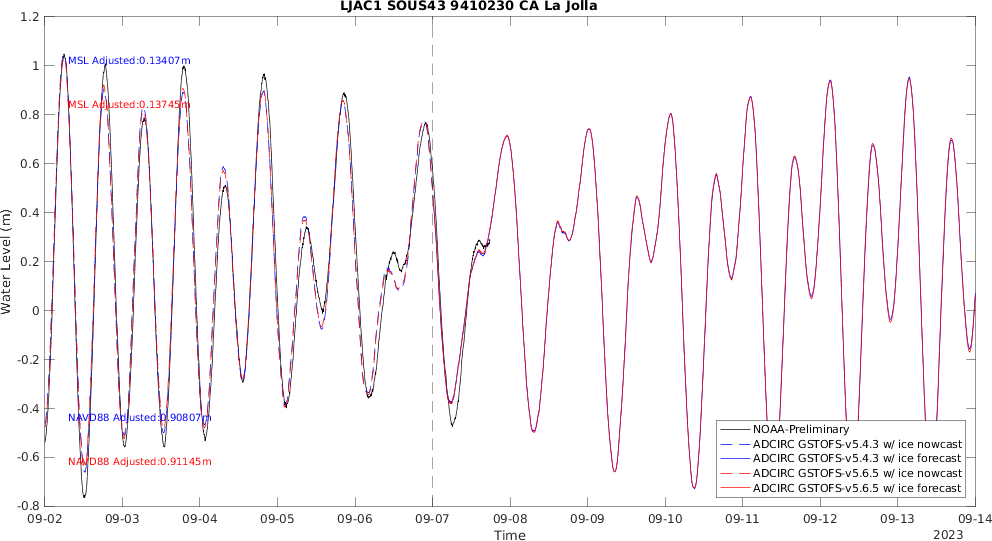 LJAC1 SOUS43 9410230 CA La Jolla
1.2
1
0.8
0.6
0.4
0.2
0
-0.2
-0.4
-0.6
-0.8
Water Level (m)
MSL Adjusted:0.13407m
MSL Adjusted:0.13745m
NAVD88 Adjusted:0.90807m
NAVD88 Adjusted:0.91145m
NOAA-Preliminary
ADCIRC GSTOFS-v5.4.3 w/ ice nowcast
ADCIRC GSTOFS-v5.4.3 w/ ice forecast
ADCIRC GSTOFS-v5.6.5 w/ ice nowcast
ADCIRC GSTOFS-v5.6.5 w/ ice forecast
09-02 09-03 09-04 09-05 09-06 09-07 09-08 09-09 09-10 09-11 09-12 09-13 09-14
Time
2023